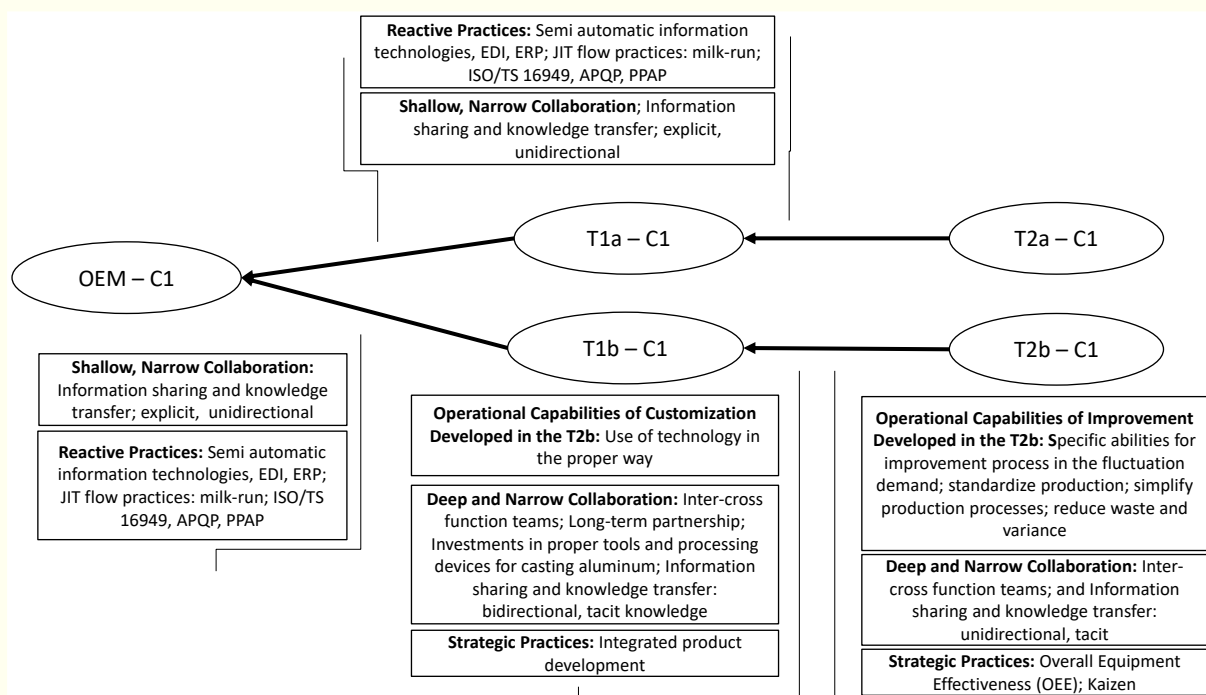 Reactive Practices: Semi automatic information
technologies, EDI, ERP; JIT flow practices: milk-run;
ISO/TS 16949, APQP, PPAP
Shallow, Narrow Collaboration; Information
sharing and knowledge transfer; explicit,
unidirectional
T1a – C1
T2a – C1
OEM – C1
T1b – C1
T2b – C1
Shallow, Narrow Collaboration:
Information sharing and knowledge
transfer; explicit, unidirectional
Reactive Practices: Semi automatic
information technologies, EDI, ERP;
JIT flow practices: milk-run; ISO/TS
16949, APQP, PPAP
Operational Capabilities of Customization
Developed in the T2b: Use of technology in
the proper way
Deep and Narrow Collaboration: Inter-cross
function teams; Long-term partnership;
Investments in proper tools and processing
devices for casting aluminum; Information
sharing and knowledge transfer:
bidirectional, tacit knowledge
Strategic Practices: Integrated product
development
Operational Capabilities of Improvement
Developed in the T2b: Specific abilities for
improvement process in the fluctuation
demand; standardize production; simplify
production processes; reduce waste and
variance
Deep and Narrow Collaboration: Inter-
cross function teams; and Information
sharing and knowledge transfer:
unidirectional, tacit
Strategic Practices: Overall Equipment
Effectiveness (OEE); Kaizen